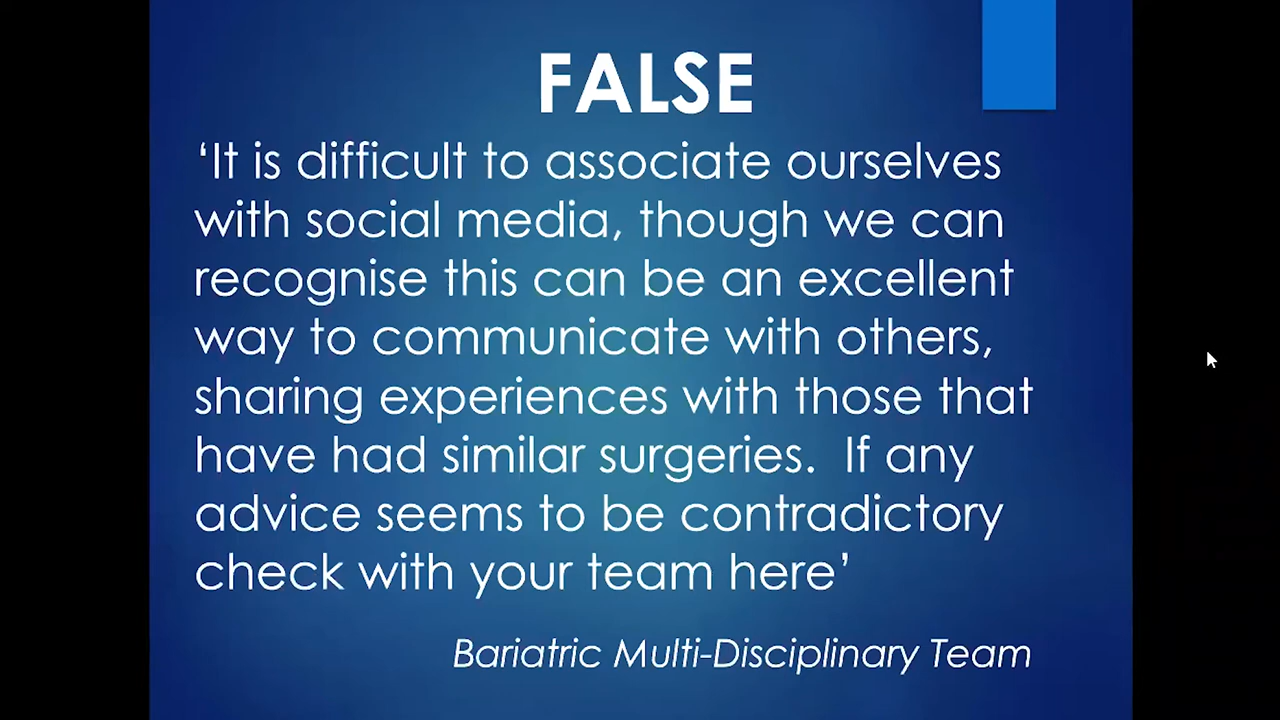 FALSE
‘It is difficult to associate ourselves
with social media, though we can
recognise this can be an excellent
way to communicate with others,
sharing experiences with those that
have had similar surgeries.  If any
advice seems to be contradictory
check with your team here’
Bariatric Multi-Disciplinary Team